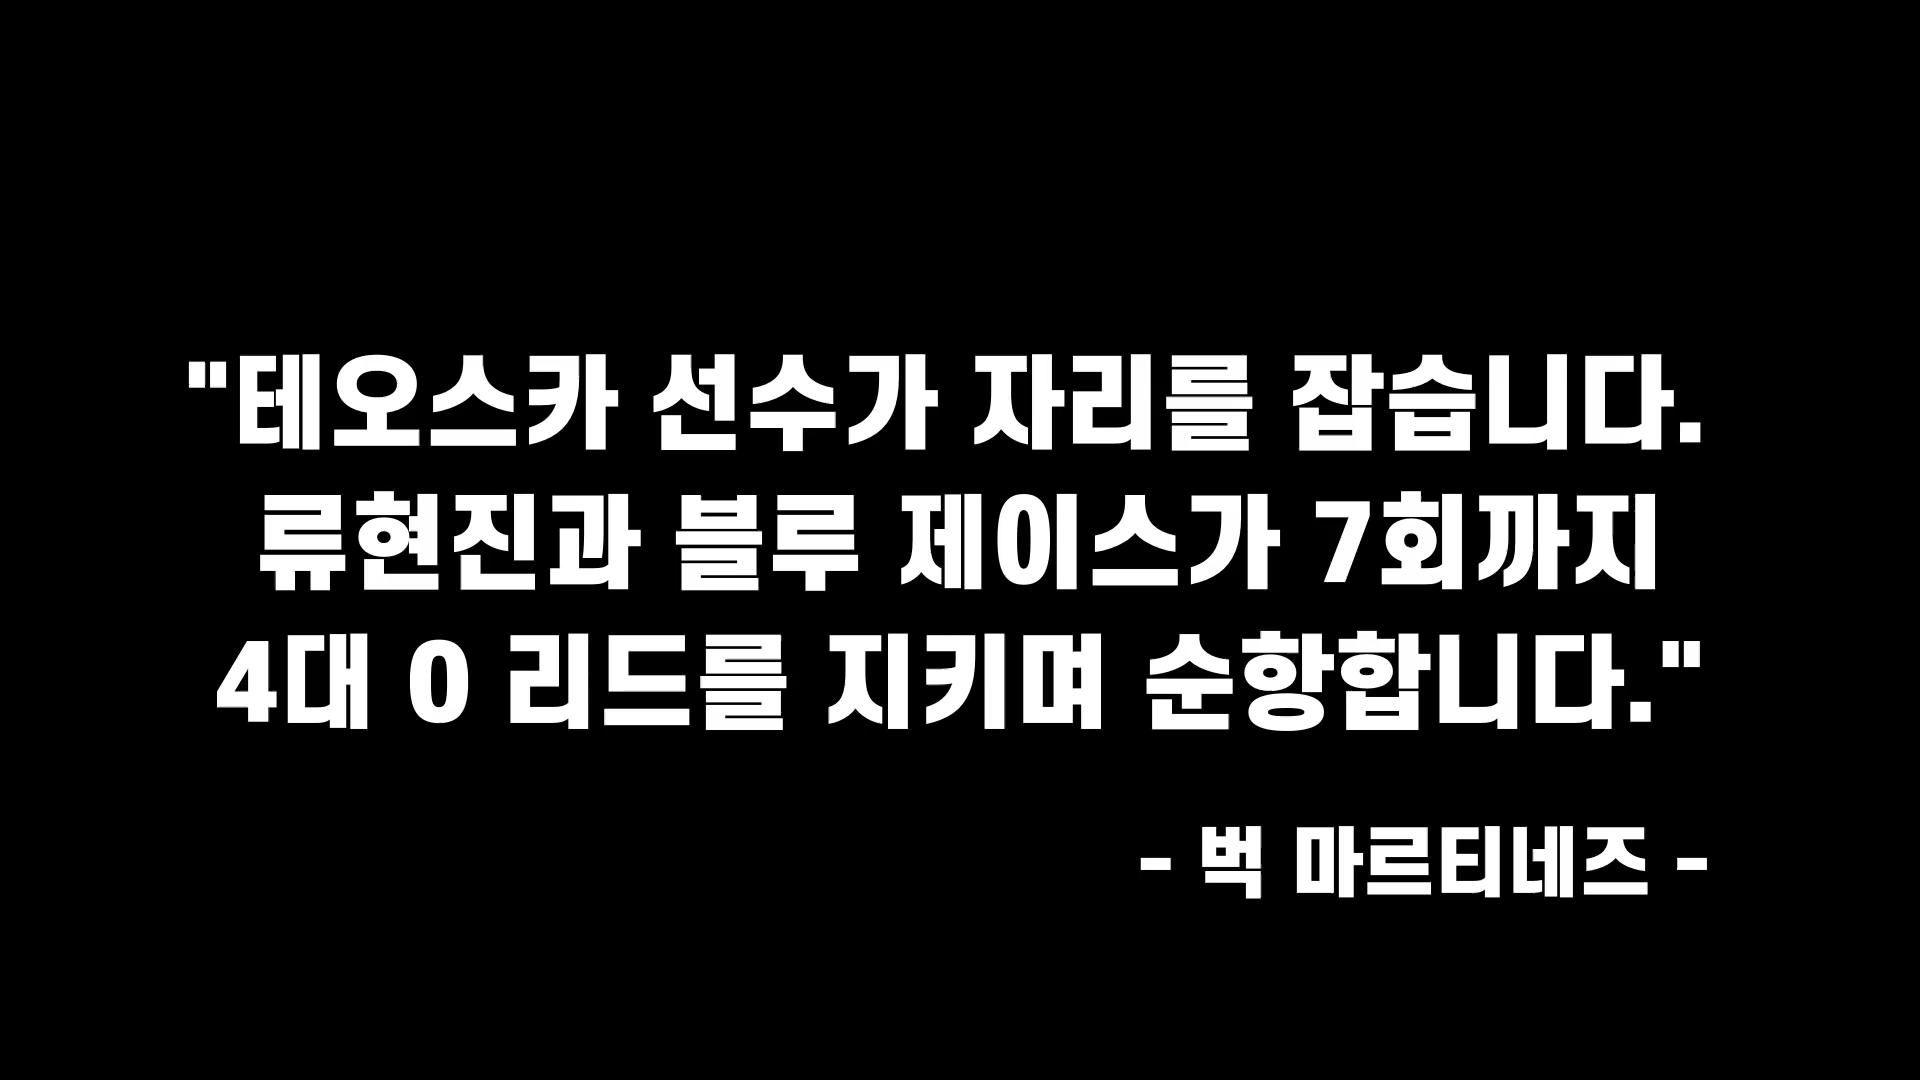 "테오스카 선수가 자리를 잡습니다.
류현진과 블루 제이스가 7회까지
4대 0 리드를 지키며 순항합니다."
- 벅 마르티네즈 -